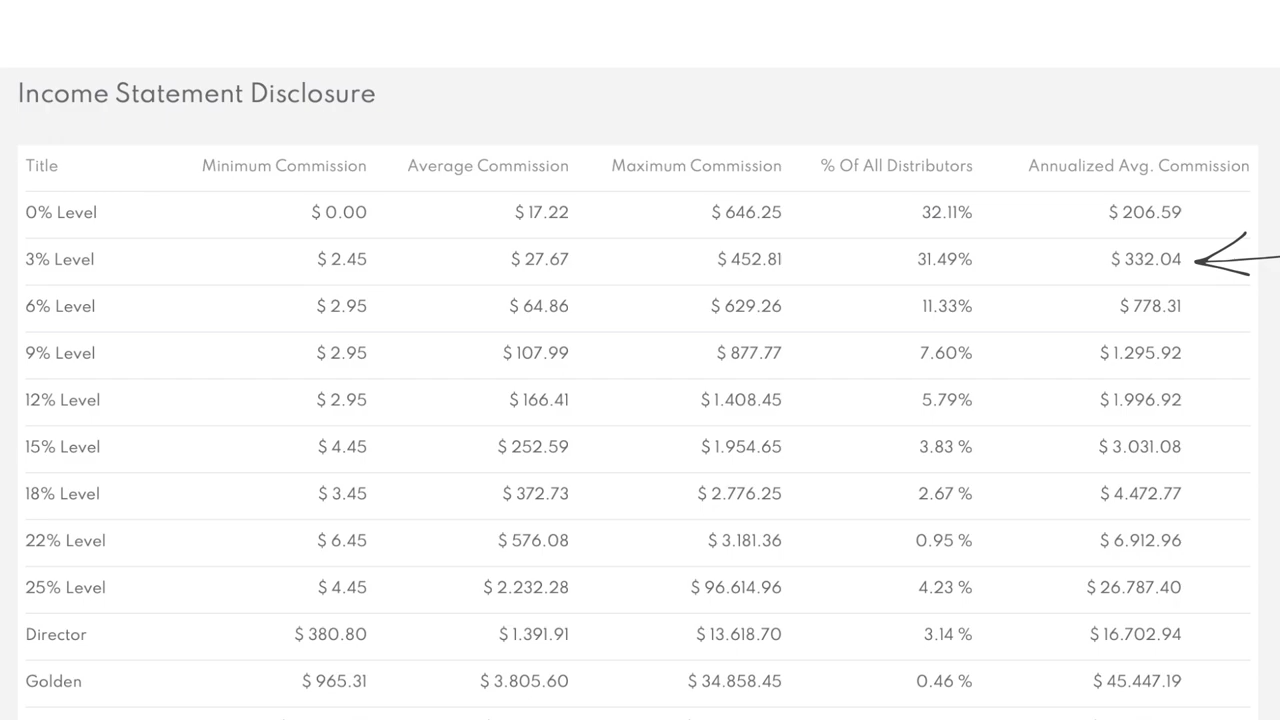 Income Statement Disclosure
Title Minimum Commission Average Commission Maximum Commission % Of All Distributors Annualized Avg. Commission
0% Level $ 0.00 $ 17.22 $ 646.25 32.11% $ 206.59
3% Level $ 2.45 $ 27.67 $ 452.81 31.49% $ 332.04
6% Level $ 2.95 $ 64.86 $ 629.26 11.33% $ 778.31
9% Level $ 2.95 $ 107.99 $ 877.77 7.60% $ 1.295.92
12% Level $ 2.95 $ 166.41 $ 1.408.45 5.79% $ 1.996.92
15% Level $ 4.45 $ 252.59 $ 1.954.65 3.83 % $ 3.031.08
18% Level $ 3.45 $ 372.73 $ 2.776.25 2.67 % $ 4.472.77
22% Level $ 6.45 $ 576.08 $ 3.181.36 0.95 % $ 6.912.96
25% Level $ 4.45 $ 2.232.28 $ 96.614.96 4.23 % $ 26.787.40
Director $ 380.80 $ 1.391.91 $ 13.618.70 3.14 % $ 16.702.94
Golden $ 965.31 $ 3.805.60 $ 34.858.45 0.46 % $ 45.447.19